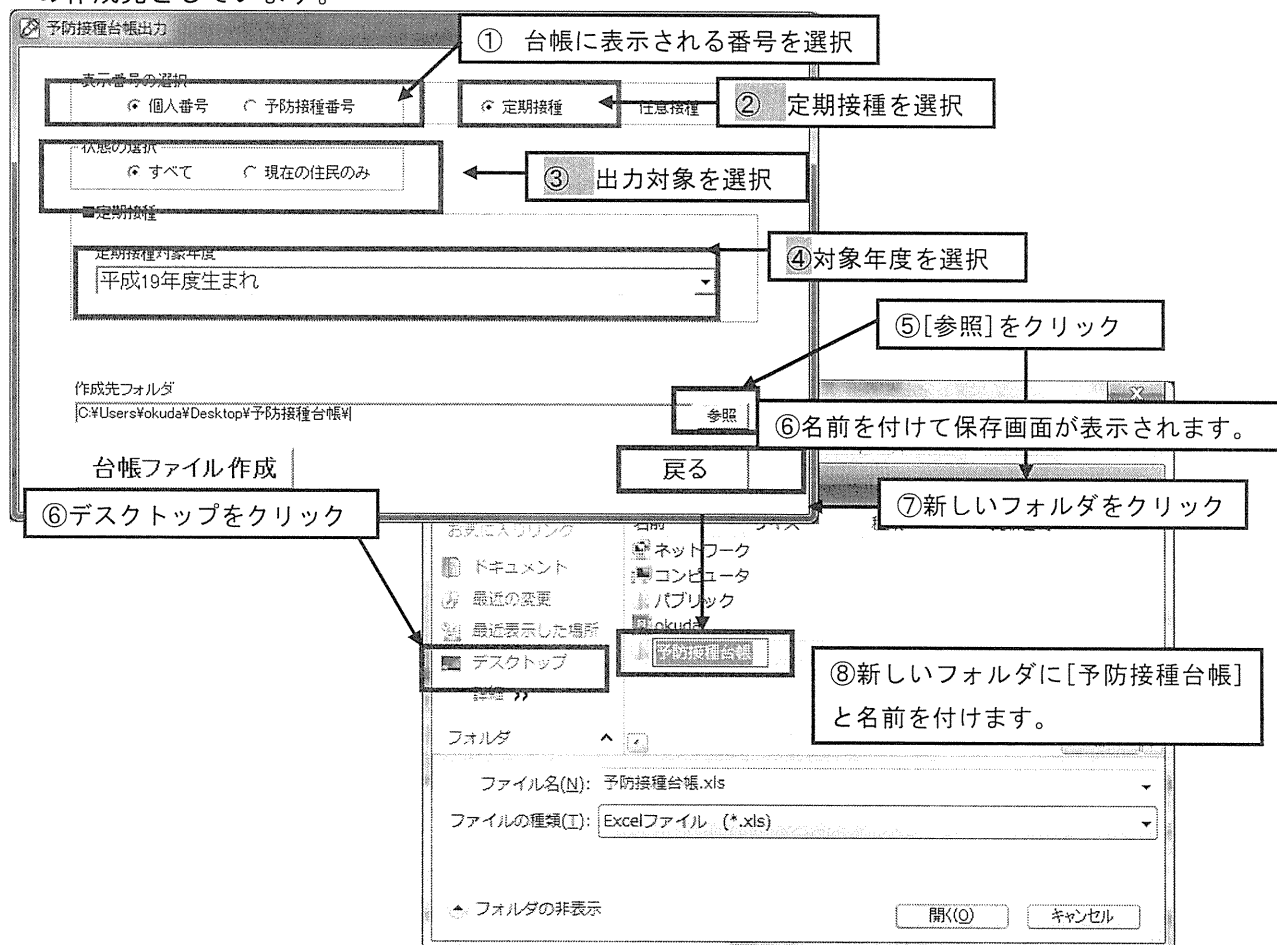 の作成先としています。
予防接種台帳出力
① 台帳に表示される番号を選択
表示番号の選択
個人番号 予防接種番号
定期接種
任意接種
② 定期接種を選択
状態の選択
すべて 現在の住民のみ
③ 出力対象を選択
■定期接種
定期接種対象年度
平成19年度生まれ
④対象年度を選択
⑤[参照]をクリック
作成先フォルダ
C:¥Users¥okuda¥Desktop¥予防接種台帳¥
参照
⑥名前を付けて保存画面が表示されます。
台帳ファイル作成
戻る
⑥デスクトップをクリック
⑦新しいフォルダをクリック
お気に入りリンク
名前
サイズ
ドキュメント
最近の変更
最近表示した場所
デスクトップ
詳細 >>
ネットワーク
コンピュータ
パブリック
okuda
予防接種台帳
⑧新しいフォルダに[予防接種台帳]
と名前を付けます。
フォルダ
ファイル名(N): 予防接種台帳.xls
ファイルの種類(T): Excelファイル (*.xls)
フォルダの非表示
開く(O)
キャンセル